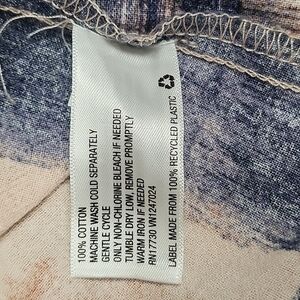 100% COTTON
MACHINE WASH COLD SEPARATELY
GENTLE CYCLE
ONLY NON-CHLORINE BLEACH IF NEEDED
TUMBLE DRY LOW, REMOVE PROMPTLY
WARM IRON IF NEEDED
RN17730 WN1247024
LABEL MADE FROM 100% RECYCLED PLASTIC